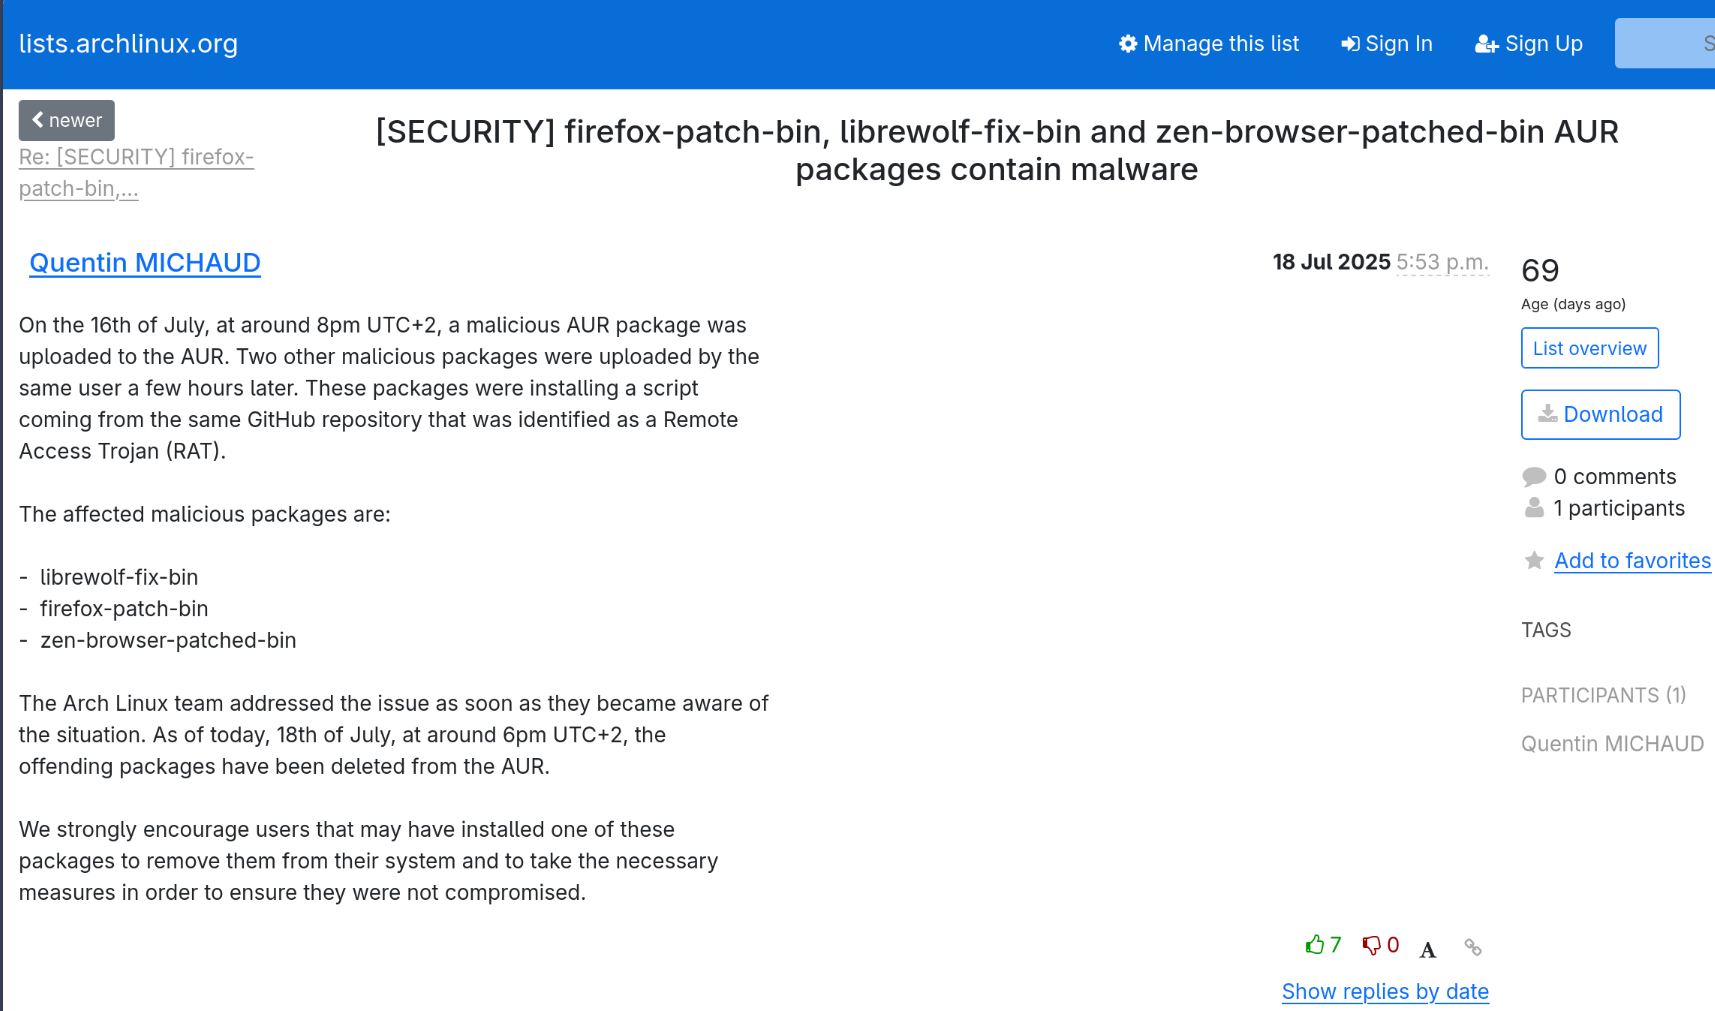 lists.archlinux.org
Manage this list
Sign In
Sign Up
S
newer
Re: [SECURITY] firefox-
patch-bin,...
[SECURITY] firefox-patch-bin, librewolf-fix-bin and zen-browser-patched-bin AUR
packages contain malware
Quentin MICHAUD
18 Jul 2025 5:53 p.m.
On the 16th of July, at around 8pm UTC+2, a malicious AUR package was
uploaded to the AUR. Two other malicious packages were uploaded by the
same user a few hours later. These packages were installing a script
coming from the same GitHub repository that was identified as a Remote
Access Trojan (RAT).
The affected malicious packages are:
- librewolf-fix-bin
- firefox-patch-bin
- zen-browser-patched-bin
The Arch Linux team addressed the issue as soon as they became aware of
the situation. As of today, 18th of July, at around 6pm UTC+2, the
offending packages have been deleted from the AUR.
We strongly encourage users that may have installed one of these
packages to remove them from their system and to take the necessary
measures in order to ensure they were not compromised.
7
0
A
Show replies by date
69
Age (days ago)
List overview
Download
0 comments
1 participants
Add to favorites
TAGS
PARTICIPANTS (1)
Quentin MICHAUD